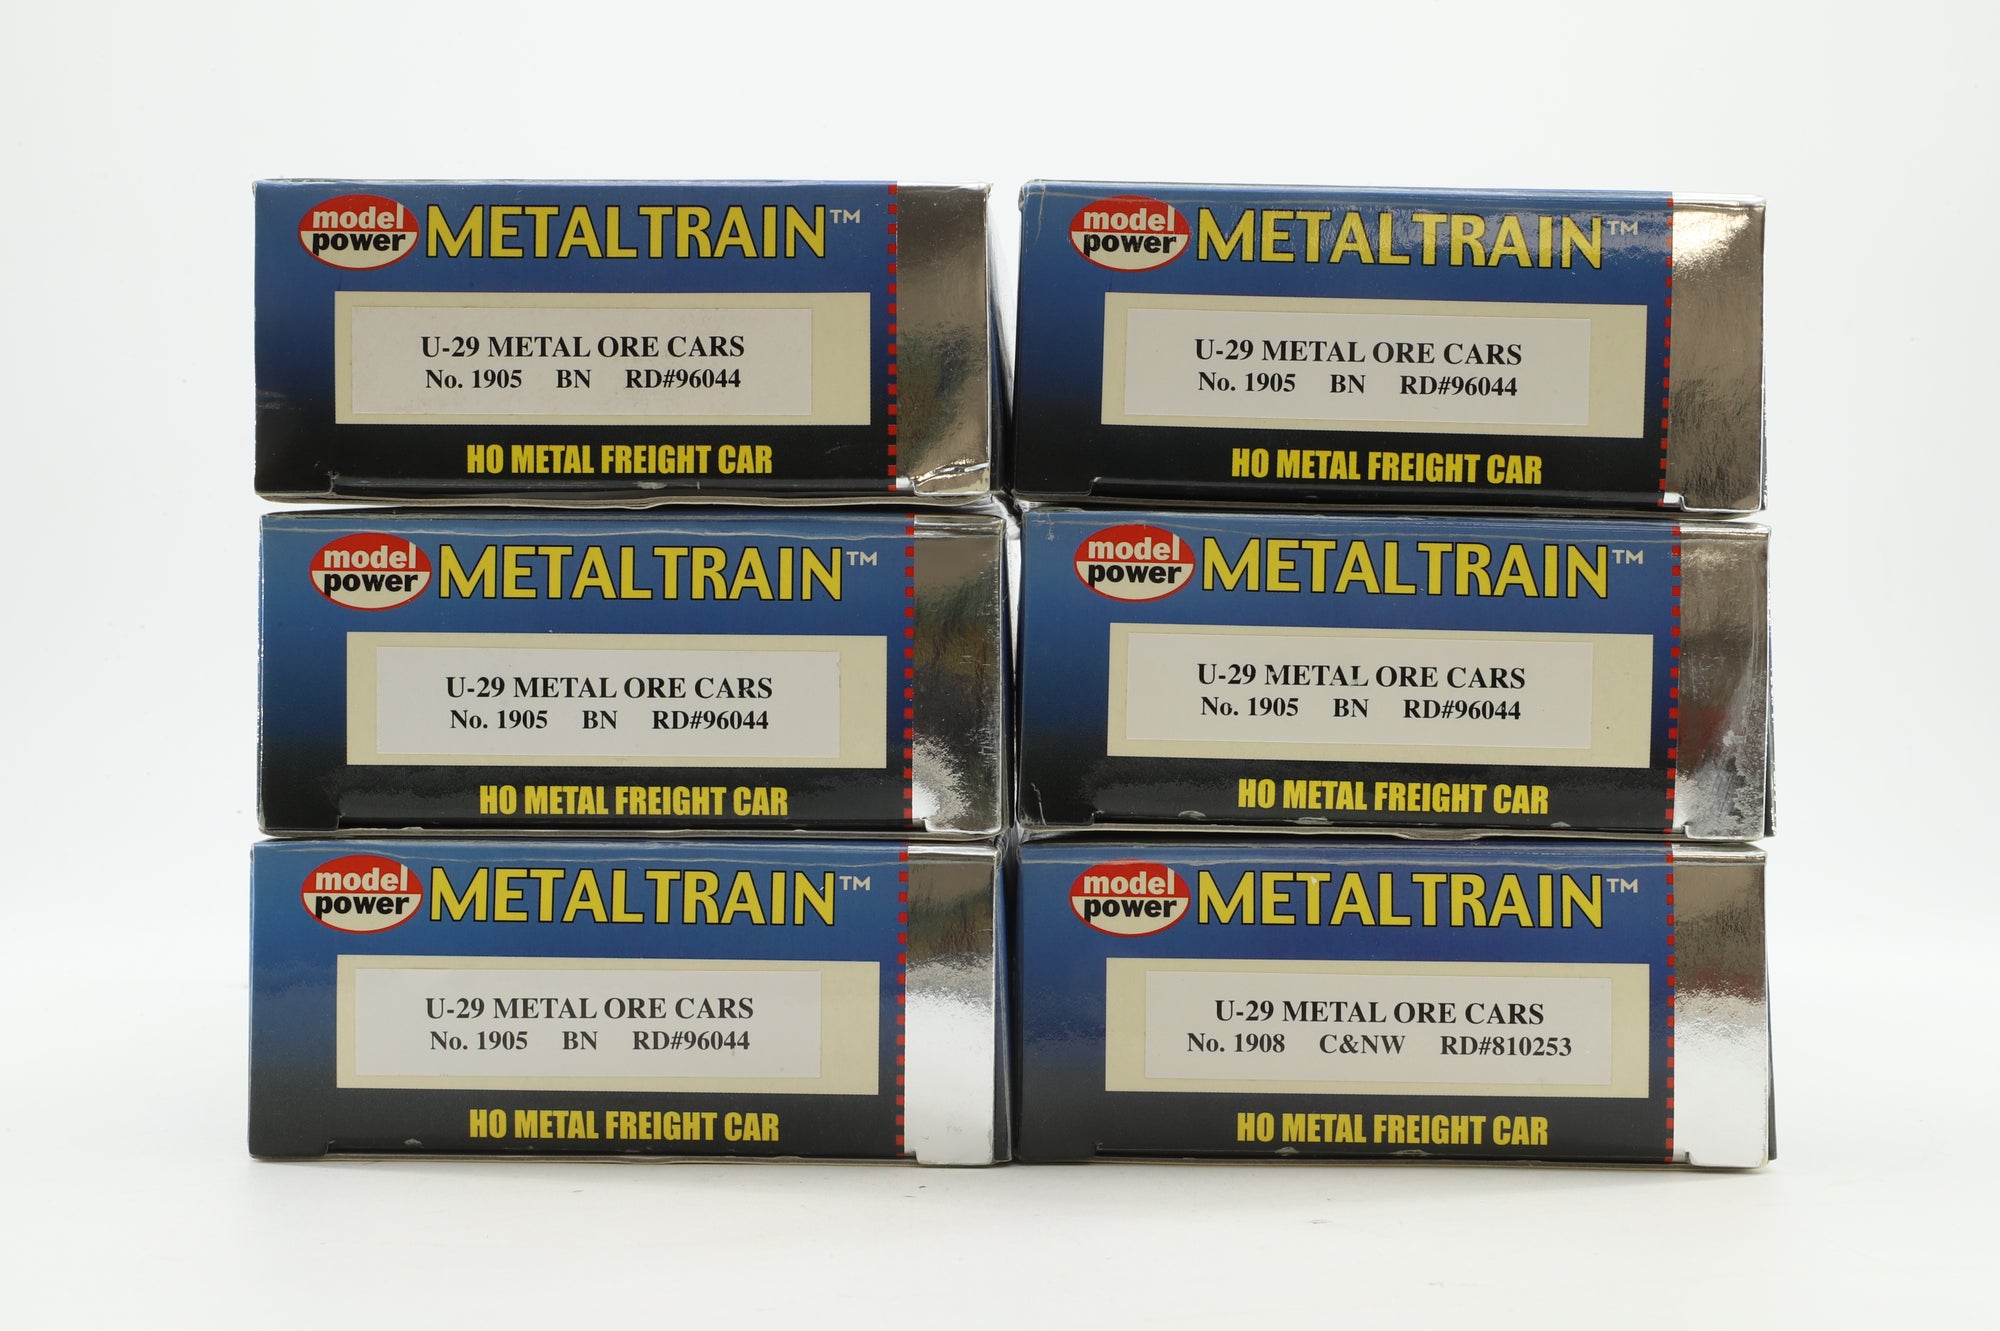 model
power
METALTRAIN™
U-29 METAL ORE CARS
No. 1905 BN RD#96044
HO METAL FREIGHT CAR
model
power
METALTRAIN™
U-29 METAL ORE CARS
No. 1905 BN RD#96044
HO METAL FREIGHT CAR
model
power
METALTRAIN™
U-29 METAL ORE CARS
No. 1905 BN RD#96044
HO METAL FREIGHT CAR
model
power
METALTRAIN™
U-29 METAL ORE CARS
No. 1905 BN RD#96044
HO METAL FREIGHT CAR
model
power
METALTRAIN™
U-29 METAL ORE CARS
No. 1905 BN RD#96044
HO METAL FREIGHT CAR
model
power
METALTRAIN™
U-29 METAL ORE CARS
No. 1908 C&NW RD#810253
HO METAL FREIGHT CAR